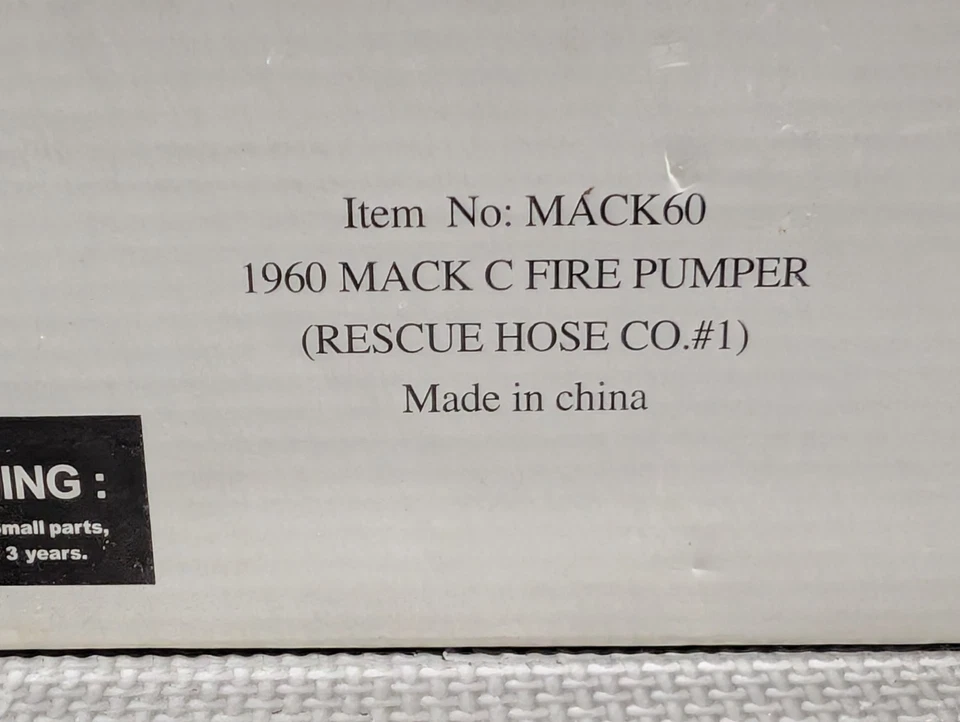 Item No: MACK60
1960 MACK C FIRE PUMPER
(RESCUE HOSE CO.#1)
Made in china
ING :
mall parts,
3 years.